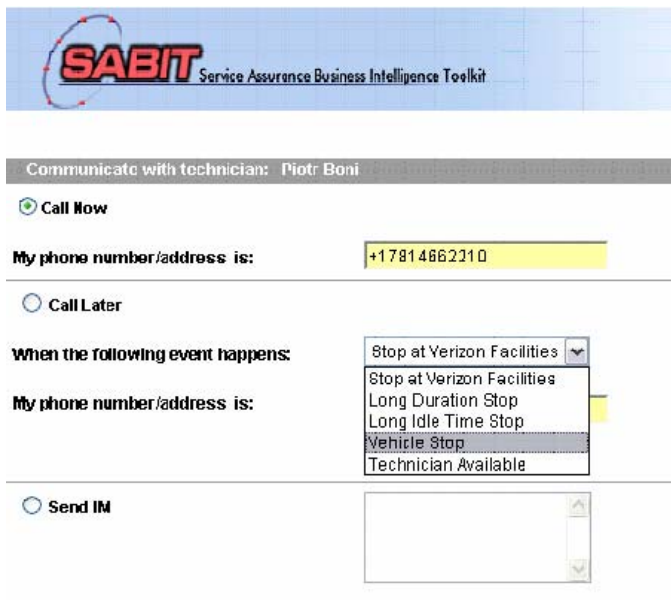 SABIT Service Assurance Business Intelligence Toolkit
Communicate with technician: Piotr Boni
Call Now
My phone number/address is: +17814662210
Call Later
When the following event happens: Stop at Verizon Facilities
Stop at Verizon Facilities
My phone number/address is:
Long Duration Stop
Long Idle Time Stop
Vehicle Stop
Technician Available
Send IM